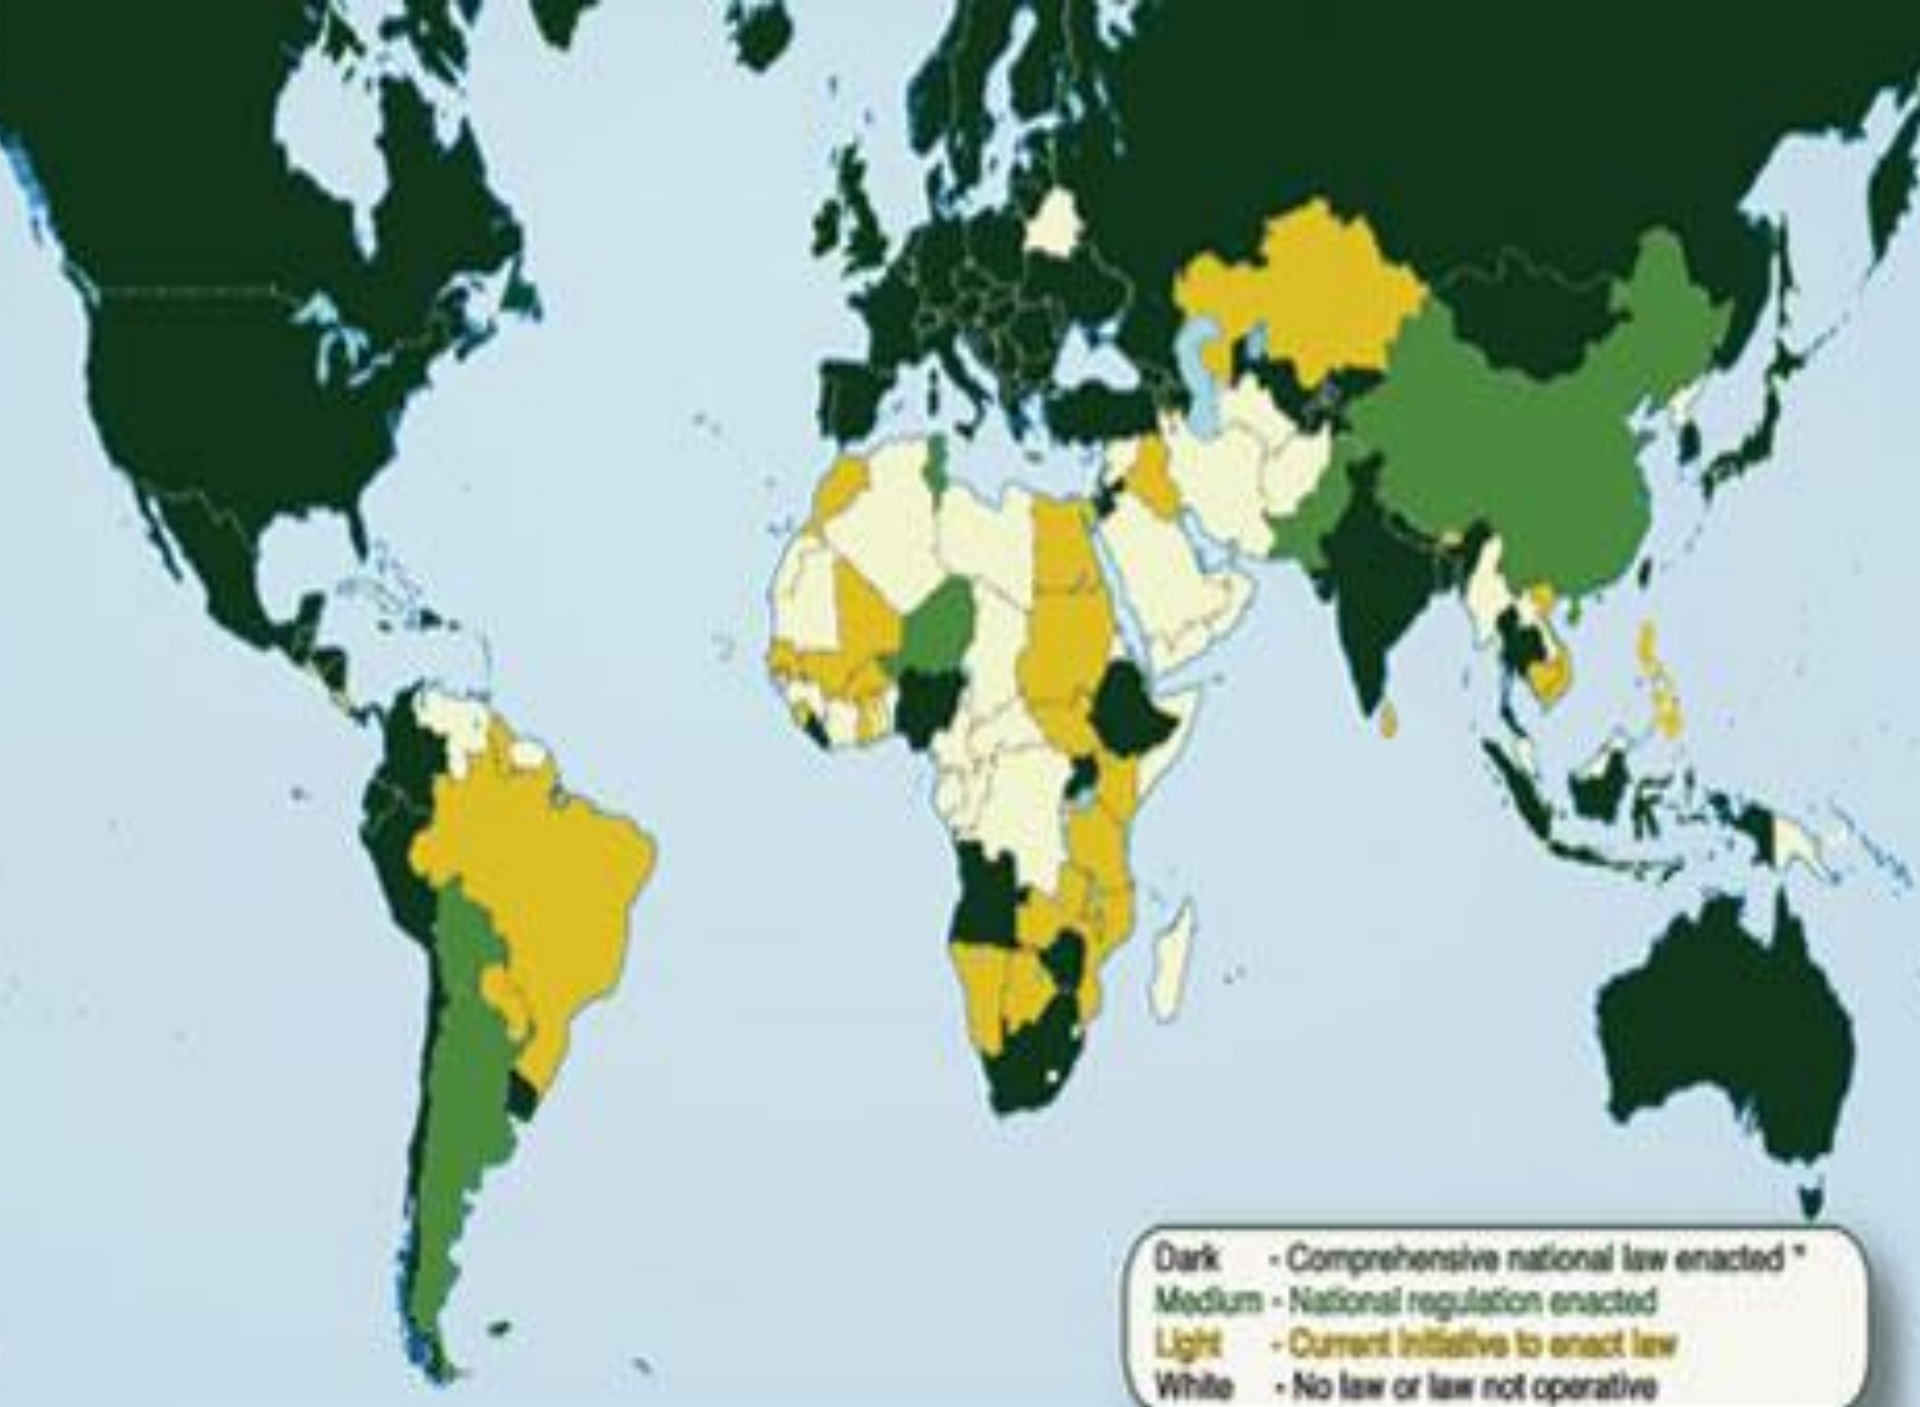 Dark - Comprehensive national law enacted *
Medium - National regulation enacted
Light - Current initiative to enact law
White - No law or law not operative